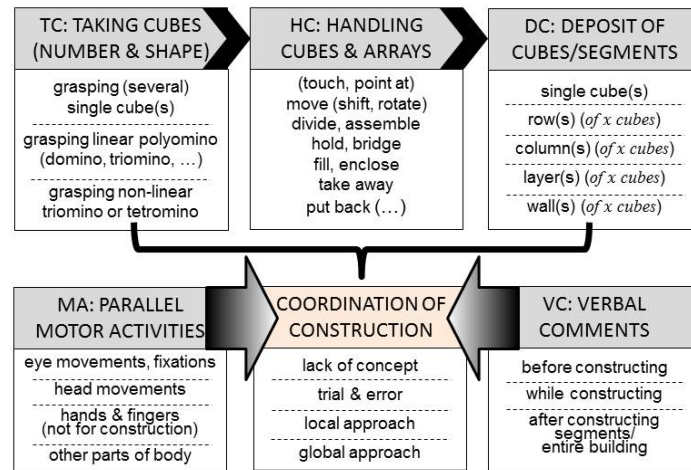 TC: TAKING CUBES
(NUMBER & SHAPE)
grasping (several)
single cube(s)
grasping linear polyomino
(domino, triomino, …)
grasping non-linear
triomino or tetromino
HC: HANDLING
CUBES & ARRAYS
(touch, point at)
move (shift, rotate)
divide, assemble
hold, bridge
fill, enclose
take away
put back (…)
DC: DEPOSIT OF
CUBES/SEGMENTS
single cube(s)
row(s) (of x cubes)
column(s) (of x cubes)
layer(s) (of x cubes)
wall(s) (of x cubes)
MA: PARALLEL
MOTOR ACTIVITIES
eye movements, fixations
head movements
hands & fingers
(not for construction)
other parts of body
COORDINATION OF
CONSTRUCTION
lack of concept
trial & error
local approach
global approach
VC: VERBAL
COMMENTS
before constructing
while constructing
after constructing
segments/
entire building